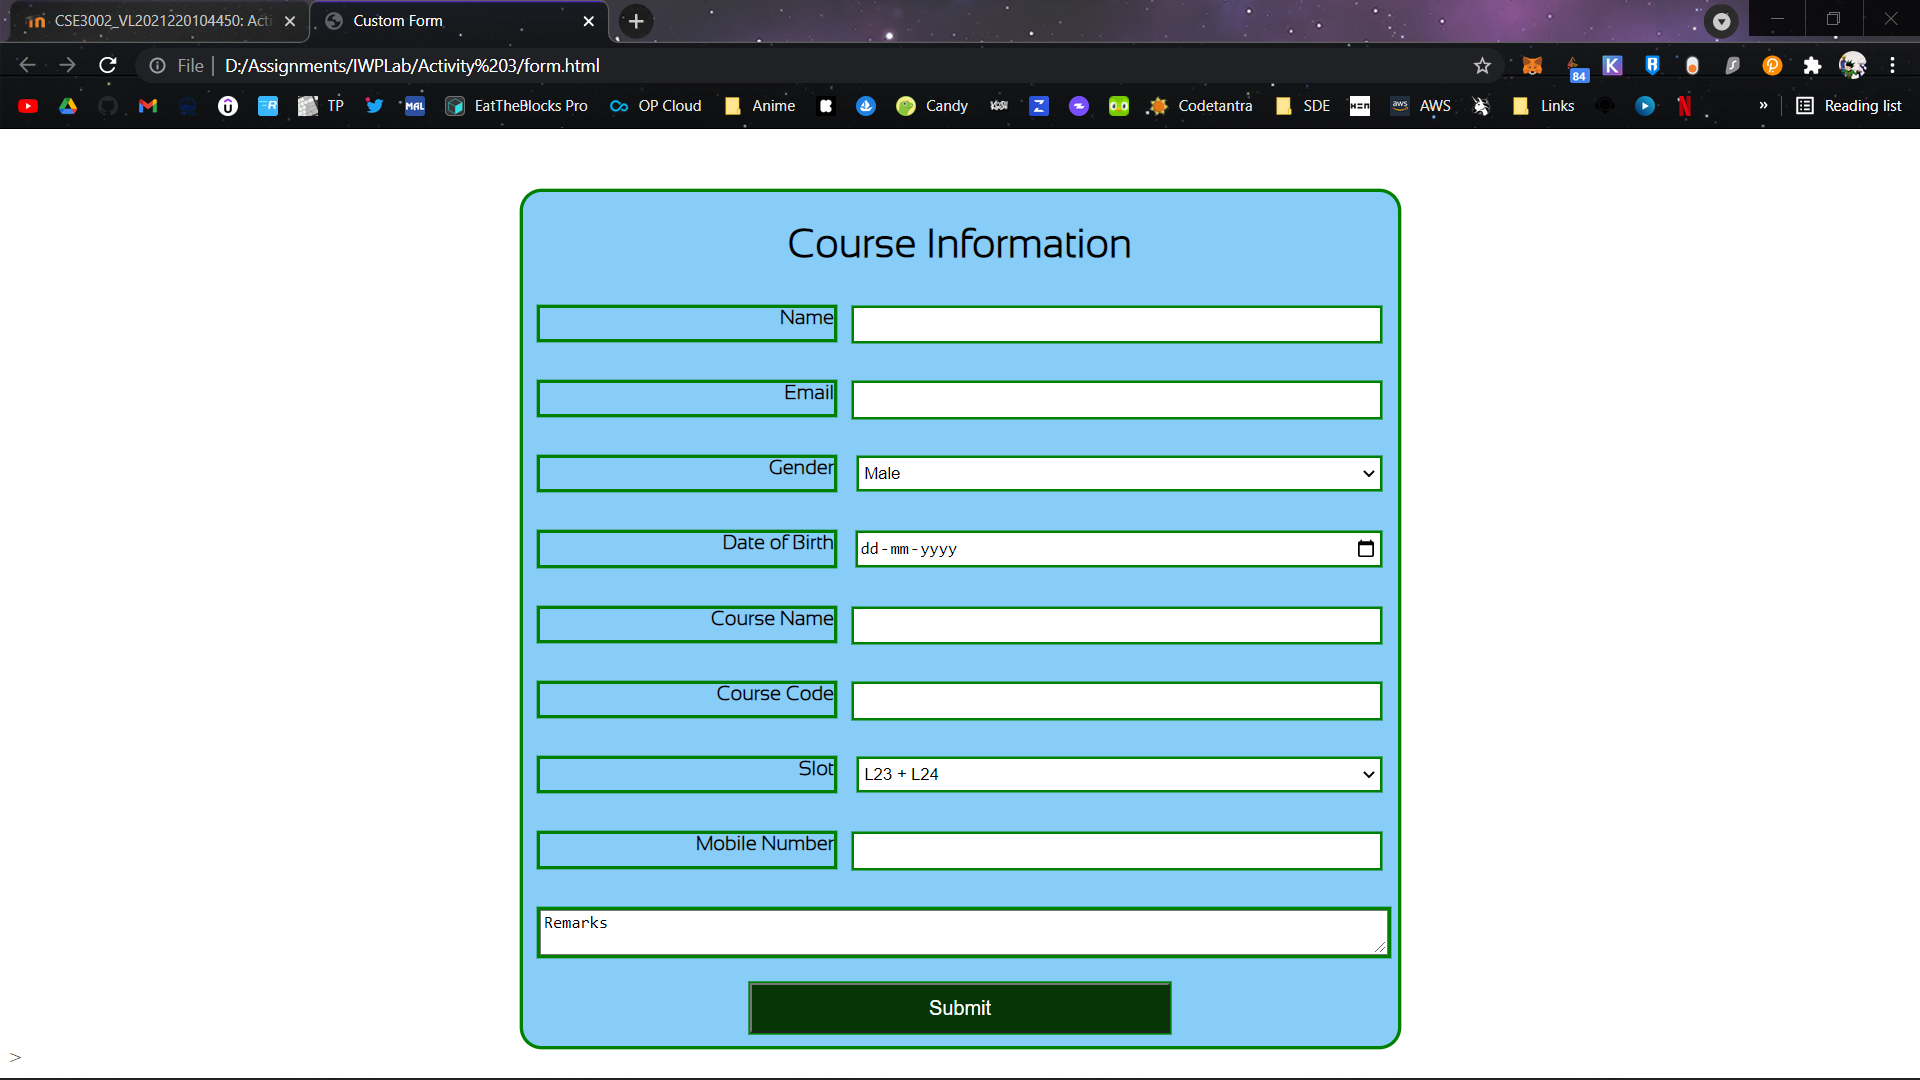 CSE3002_VL2021220104450: Acti
Custom Form
File
D:/Assignments/IWPLab/Activity%203/form.html
84
TP
MAL
EatTheBlocks Pro
OP Cloud
Anime
Candy
Codetantra
SDE
aws
AWS
Links
»
Reading list
Course Information
Name
Email
Gender
Male
Date of Birth
dd-mm-yyyy
Course Name
Course Code
Slot
L23 + L24
Mobile Number
Remarks
Submit
>